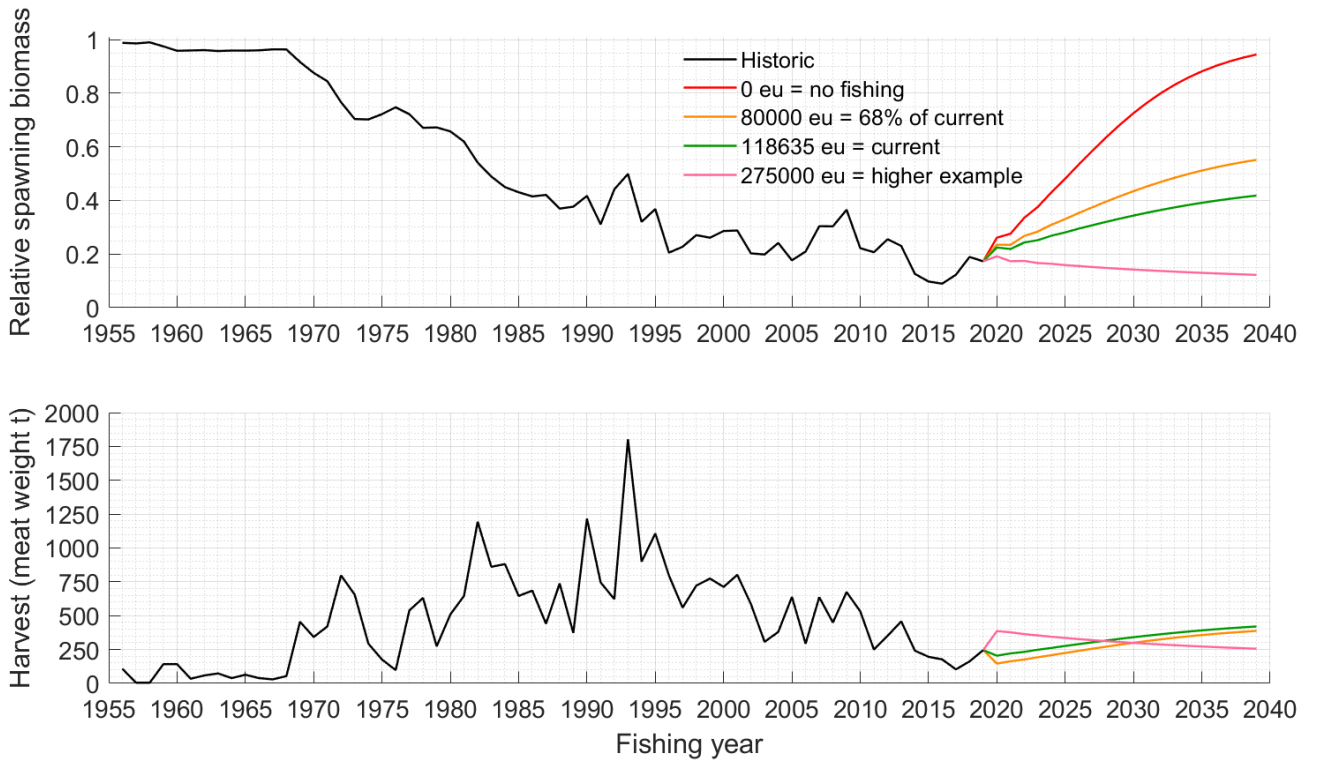 Relative spawning biomass
1
0.8
0.6
0.4
0.2
0
Historic
0 eu = no fishing
80000 eu = 68% of current
118635 eu = current
275000 eu = higher example
1955 1960 1965 1970 1975 1980 1985 1990 1995 2000 2005 2010 2015 2020 2025 2030 2035 2040
Harvest (meat weight t)
2000
1750
1500
1250
1000
750
500
250
0
1955 1960 1965 1970 1975 1980 1985 1990 1995 2000 2005 2010 2015 2020 2025 2030 2035 2040
Fishing year